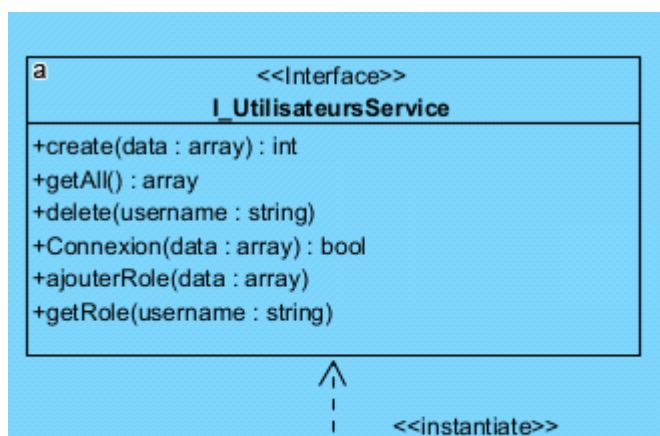 a
<<Interface>>
I_UtilisateursService
+create(data : array) : int
+getAll() : array
+delete(username : string)
+Connexion(data : array) : bool
+ajouterRole(data : array)
+getRole(username : string)
<<instantiate>>